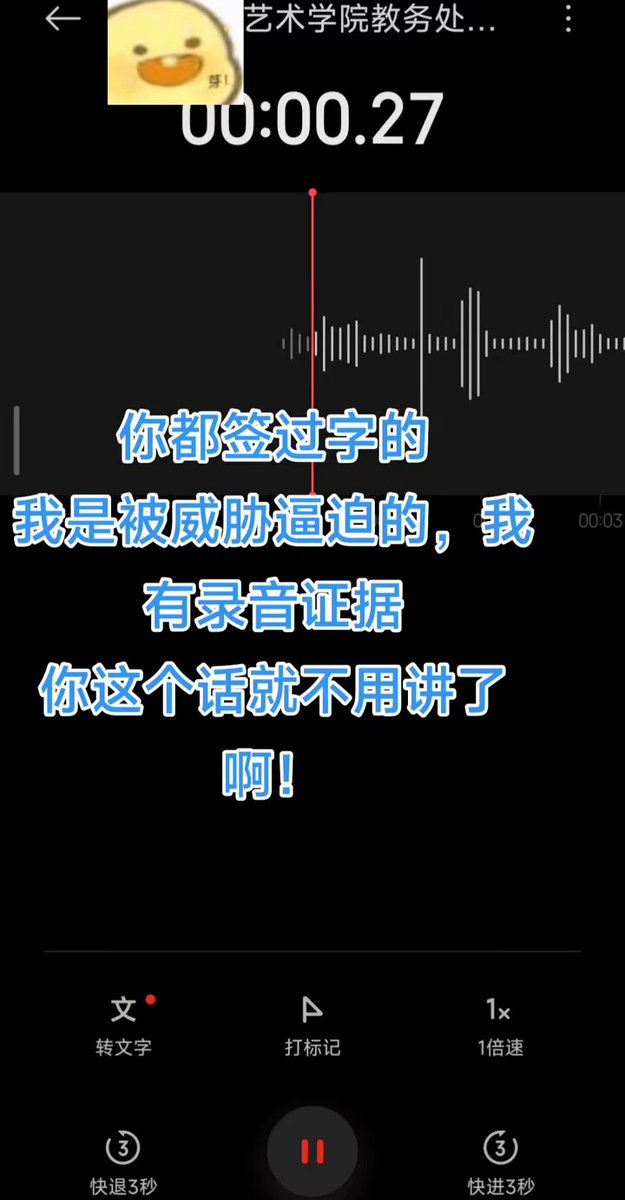 艺术学院教务处...
芽！
00:00.27
00:03
你都签过字的
我是被威胁逼迫的，我
有录音证据
你这个话就不用讲了
啊！
文
1x
转文字
打标记
1倍速
3
3
快退3秒
快进3秒